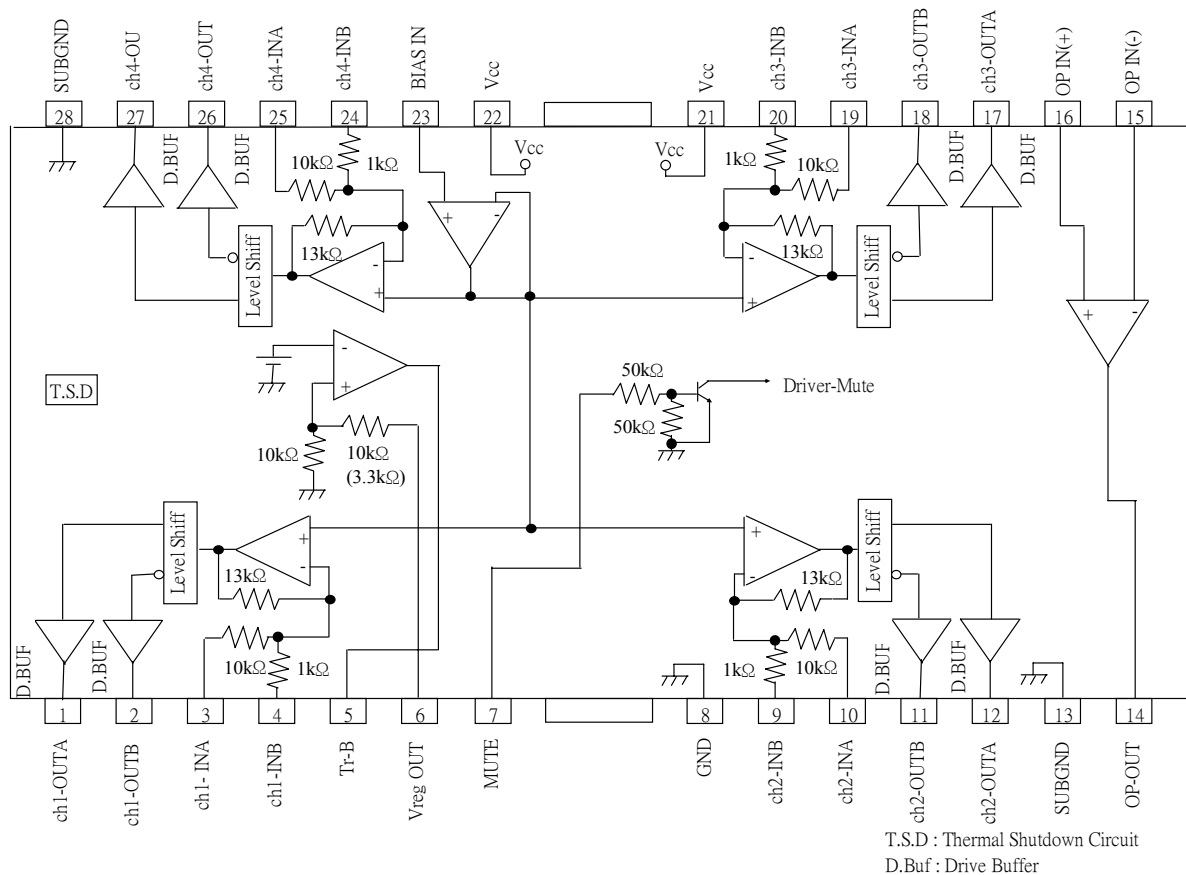 SUBGND
ch4-OU
ch4-OUT
ch4-INA
ch4-INB
BIAS IN
Vcc
Vcc
ch3-INB
ch3-INA
ch3-OUTB
ch3-OUTA
OP IN(+)
OP IN(-)
28
27
26
25
24
23
22
21
20
19
18
17
16
15
D.BUF
D.BUF
10kΩ
1kΩ
Vcc
Vcc
1kΩ
10kΩ
D.BUF
D.BUF
+
-
13kΩ
13kΩ
Level Shiff
-
+
-
+
Level Shiff
+
-
T.S.D
-
+
10kΩ
10kΩ
(3.3kΩ)
50kΩ
50kΩ
Driver-Mute
Level Shiff
+
-
+
-
Level Shiff
13kΩ
13kΩ
10kΩ
1kΩ
1kΩ
10kΩ
D.BUF
D.BUF
D.BUF
D.BUF
1
2
3
4
5
6
7
8
9
10
11
12
13
14
ch1-OUTA
ch1-OUTB
ch1- INA
ch1-INB
Tr-B
Vreg OUT
MUTE
GND
ch2-INB
ch2-INA
ch2-OUTB
ch2-OUTA
SUBGND
OP-OUT
T.S.D : Thermal Shutdown Circuit
D.Buf : Drive Buffer